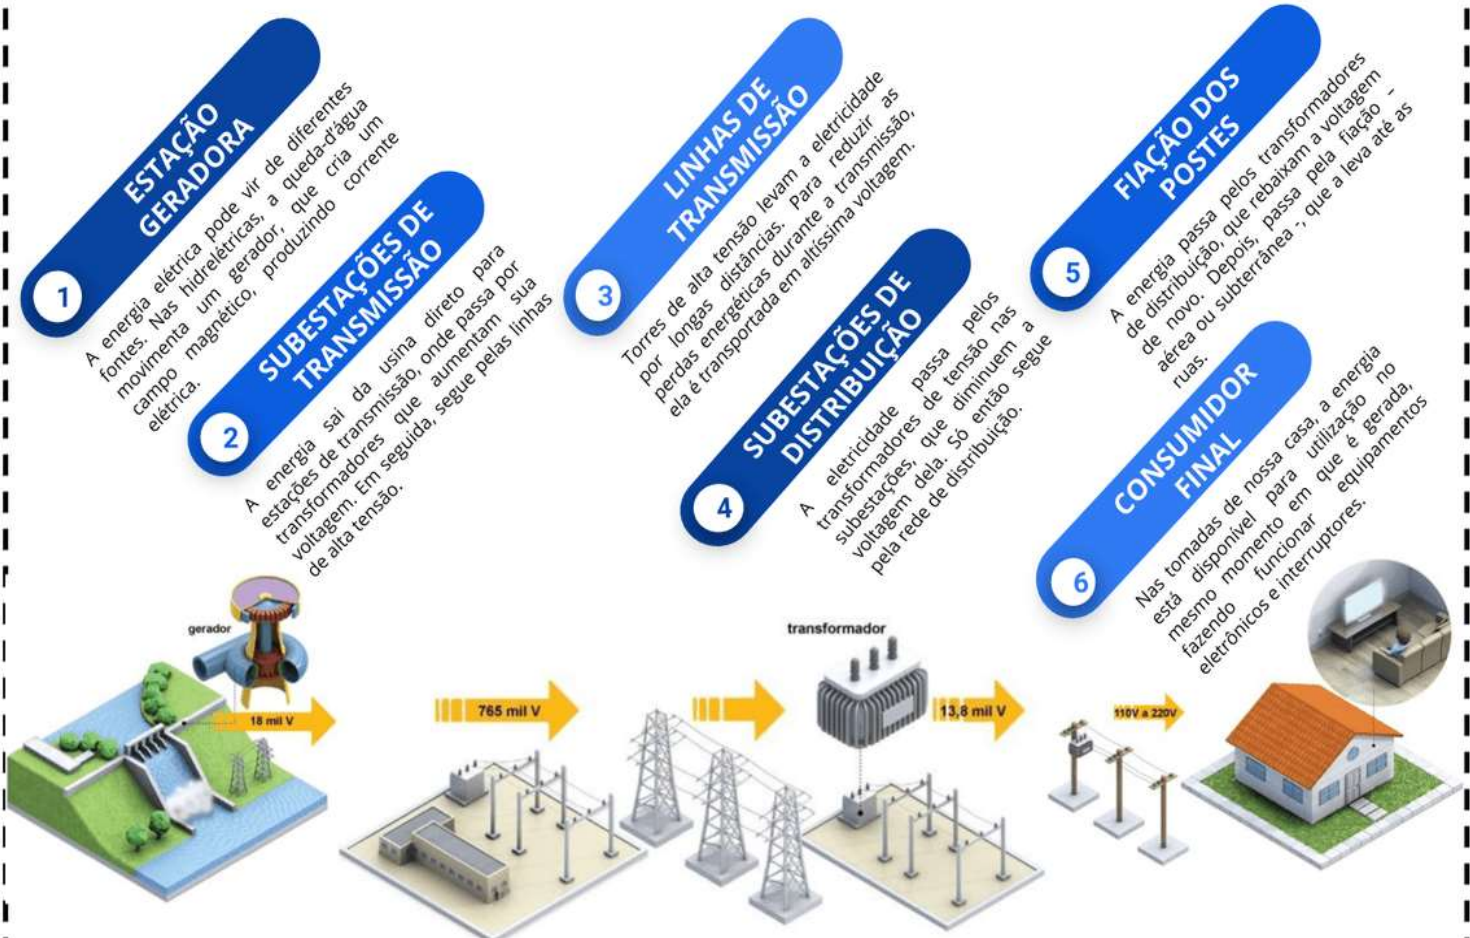 ESTAÇÃO
GERADORA
1
A energia elétrica pode vir de diferentes
fontes. Nas hidrelétricas, a queda-d'água
movimenta um gerador, que cria um
campo magnético, produzindo corrente
elétrica.
SUBESTAÇÕES DE
TRANSMISSÃO
2
A energia sai da usina direto para
estações de transmissão, onde passa por
transformadores que aumentam sua
voltagem. Em seguida, segue pelas linhas
de alta tensão.
LINHAS DE
TRANSMISSÃO
3
Torres de alta tensão levam a eletricidade
por longas distâncias. Para reduzir as
perdas energéticas durante a transmissão,
ela é transportada em altíssima voltagem.
SUBESTAÇÕES DE
DISTRIBUIÇÃO
4
A eletricidade passa pelos
transformadores de tensão nas
subestações, que diminuem a
voltagem dela. Só então segue
pela rede de distribuição.
FIAÇÃO DOS
POSTES
5
A energia passa pelos transformadores
de distribuição, que rebaixam a voltagem
de novo. Depois, passa pela fiação –
aérea ou subterrânea -, que a leva até as
ruas.
CONSUMIDOR
FINAL
6
Nas tomadas de nossa casa, a energia
está disponível para utilização no
mesmo momento em que é gerada,
fazendo funcionar equipamentos
eletrônicos e interruptores.
gerador
18 mil V
765 mil V
transformador
13,8 mil V
110V a 220V